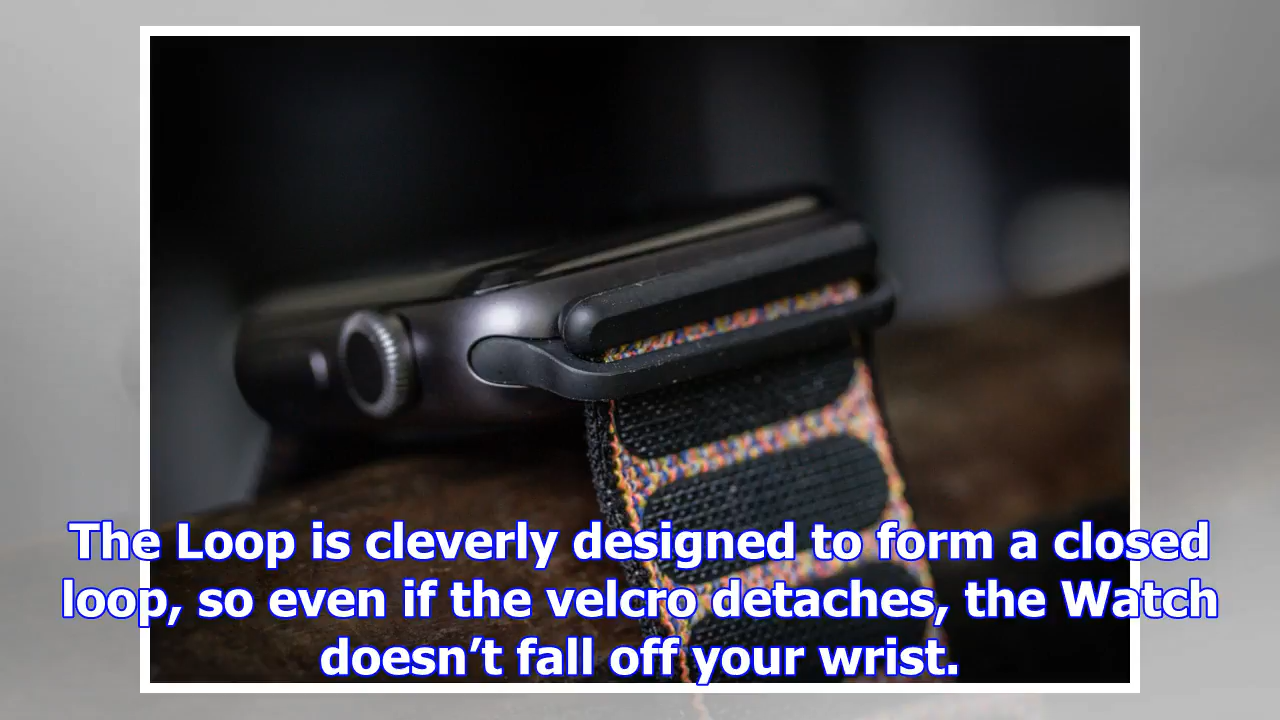 The Loop is cleverly designed to form a closed
loop, so even if the velcro detaches, the Watch
doesn’t fall off your wrist.